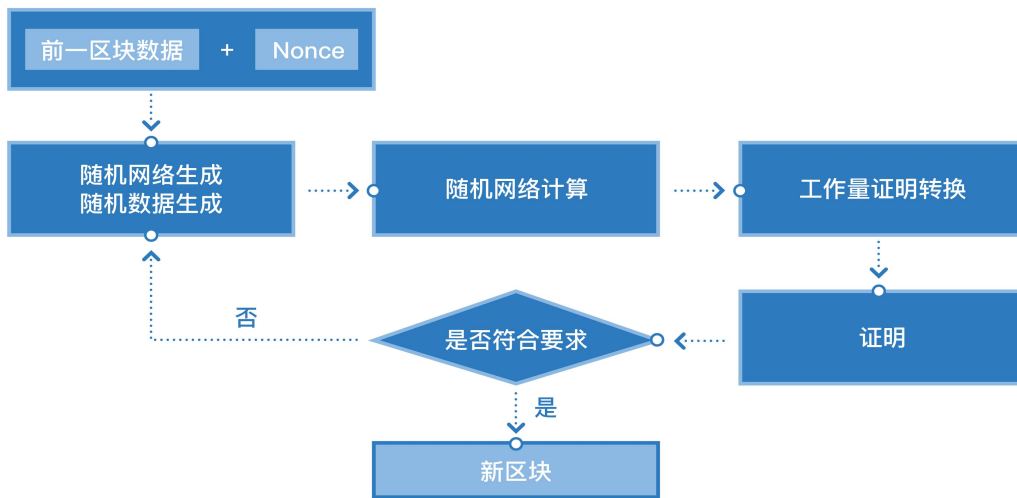 前一区块数据 + Nonce
随机网络生成
随机数据生成
随机网络计算
工作量证明转换
否
是否符合要求
证明
是
新区块